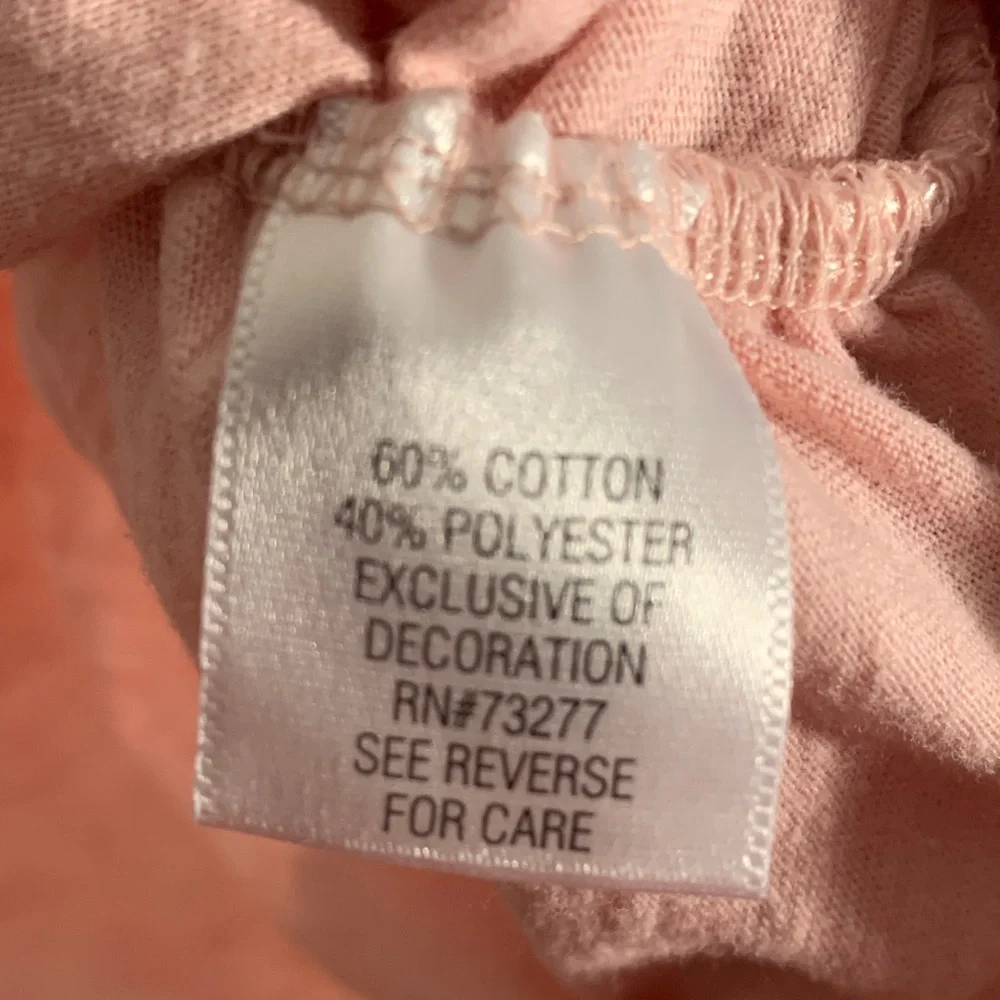 60% COTTON
40% POLYESTER
EXCLUSIVE OF
DECORATION
RN#73277
SEE REVERSE
FOR CARE